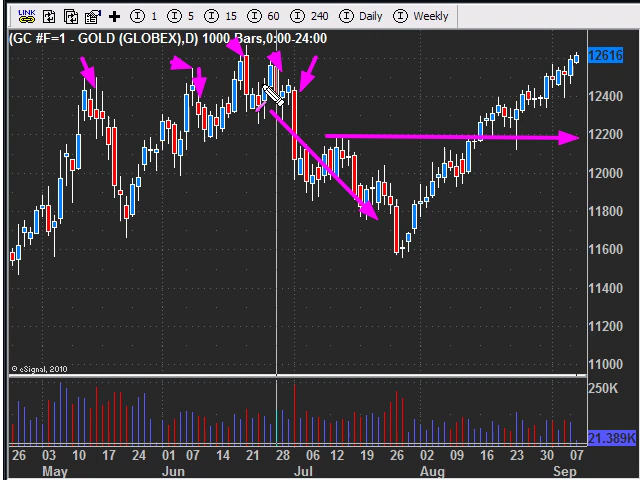 LINK 1 5 15 60 240 Daily Weekly
(GC #F=1 - GOLD (GLOBEX),D) 1000 Bars,0:00-24:00
12616
12400
12200
12000
11800
11600
11400
11200
11000
© eSignal, 2010
250K
21.389K
26 03 10 17 24 01 07 14 21 28 06 12 19 26 02 09 16 23 30 07
May Jun Jul Aug Sep